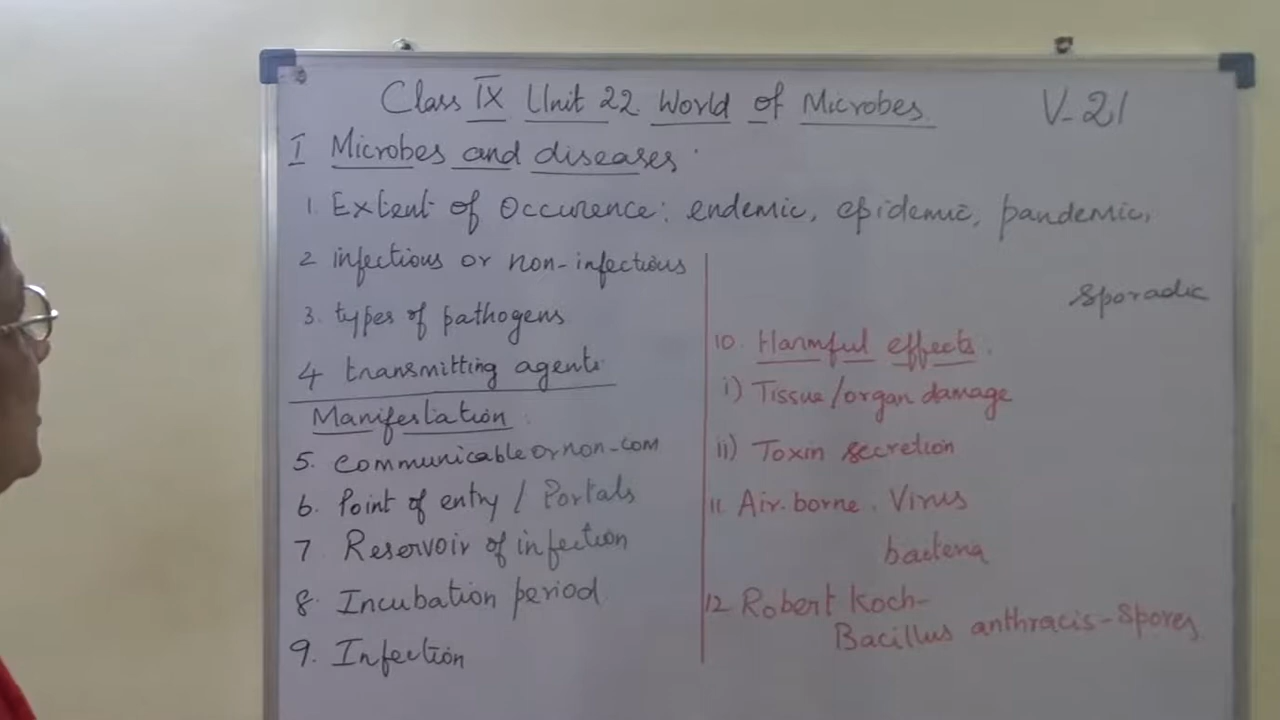 Class IX Unit 22. World of Microbes V-21
I Microbes and diseases
1. Extent of Occurence: endemic, epidemic, pandemic,
sporadic
2 infectious or non-infectious
3. types of pathogens
4 transmitting agents
Manifestation
5. Communicable or non-com
6. Point of entry / Portals
7 Reservoir of infection
8. Incubation period
9. Infection
10. Harmful effects.
i) Tissue/organ damage
ii) Toxin secretion
11. Air-borne. Virus
bacteria
12 Robert Koch-
Bacillus anthracis-Spores